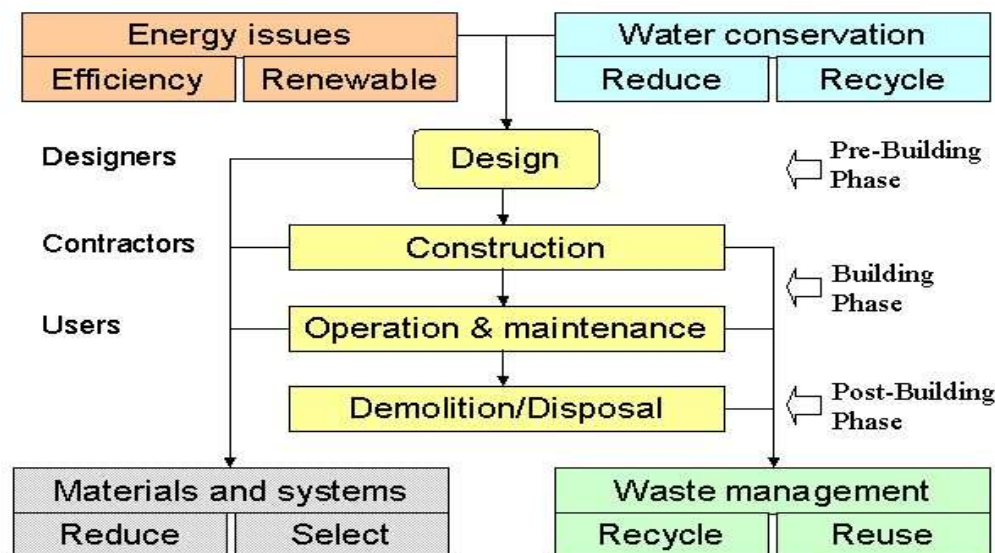 Energy issues
Efficiency
Renewable
Water conservation
Reduce
Recycle
Designers
Design
Pre-Building
Phase
Contractors
Construction
Building
Phase
Users
Operation & maintenance
Demolition/Disposal
Post-Building
Phase
Materials and systems
Reduce
Select
Waste management
Recycle
Reuse